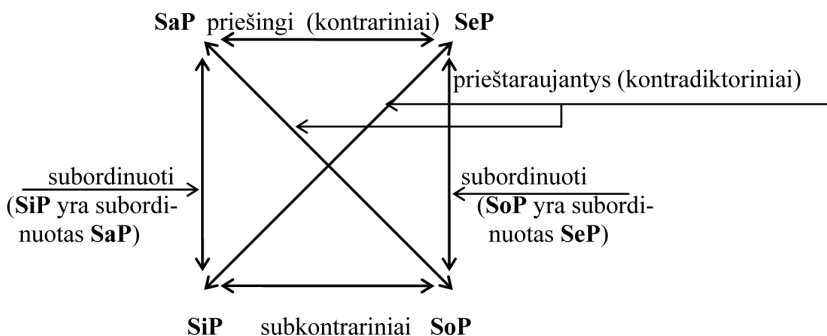 SaP priešingi (kontrariniai) SeP
prieštaraujantys (kontradiktoriniai)
subordinuoti
(SiP yra subordi-
nuotas SaP)
subordinuoti
(SoP yra subordi-
nuotas SeP)
SiP subkontrariniai SoP